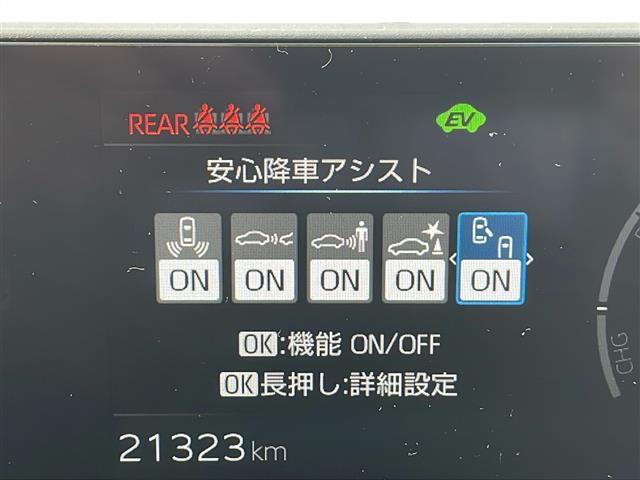 REAR
EV
安心降車アシスト
ON ON ON ON ON
OK:機能 ON/OFF
OK長押し:詳細設定
CHG
21323km